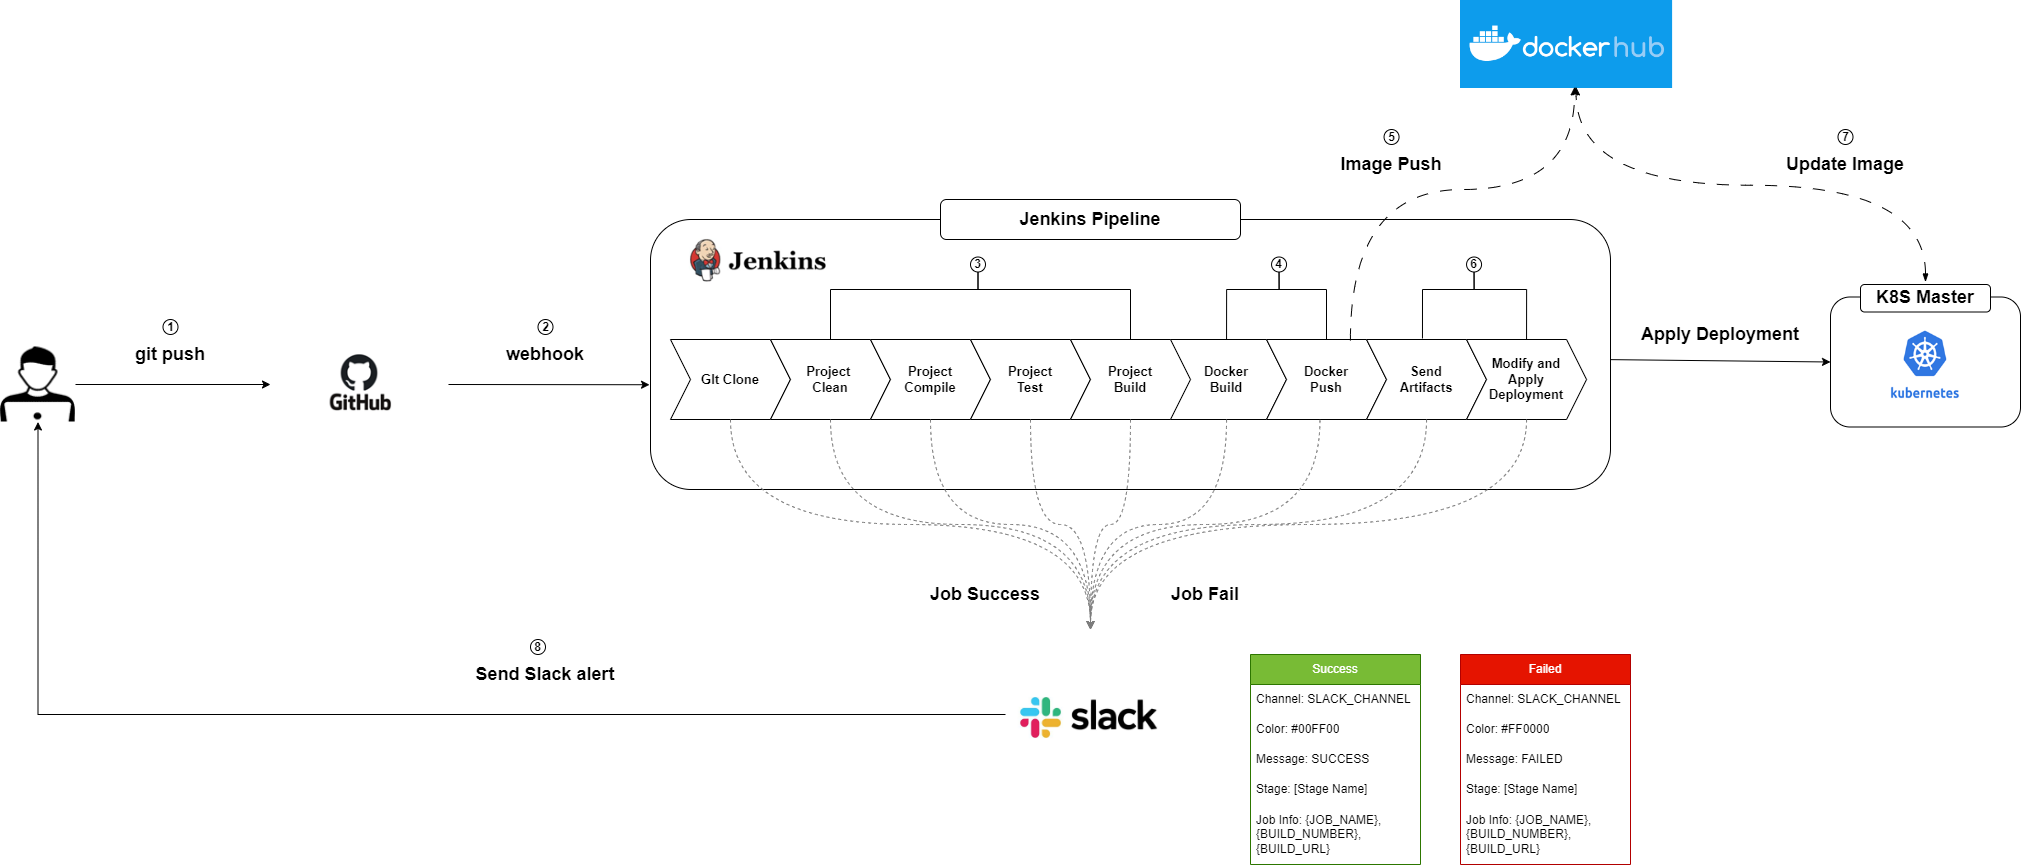 dockerhub
⑤
Image Push
⑦
Update Image
Jenkins Pipeline
Jenkins
③
④
⑥
①
git push
②
webhook
GitHub
GIt Clone
Project
Clean
Project
Compile
Project
Test
Project
Build
Docker
Build
Docker
Push
Send
Artifacts
Modify and
Apply
Deployment
Apply Deployment
K8S Master
kubernetes
Job Success
Job Fail
⑧
Send Slack alert
slack
Success
Channel: SLACK_CHANNEL
Color: #00FF00
Message: SUCCESS
Stage: [Stage Name]
Job Info: {JOB_NAME},
{BUILD_NUMBER},
{BUILD_URL}
Failed
Channel: SLACK_CHANNEL
Color: #FF0000
Message: FAILED
Stage: [Stage Name]
Job Info: {JOB_NAME},
{BUILD_NUMBER},
{BUILD_URL}